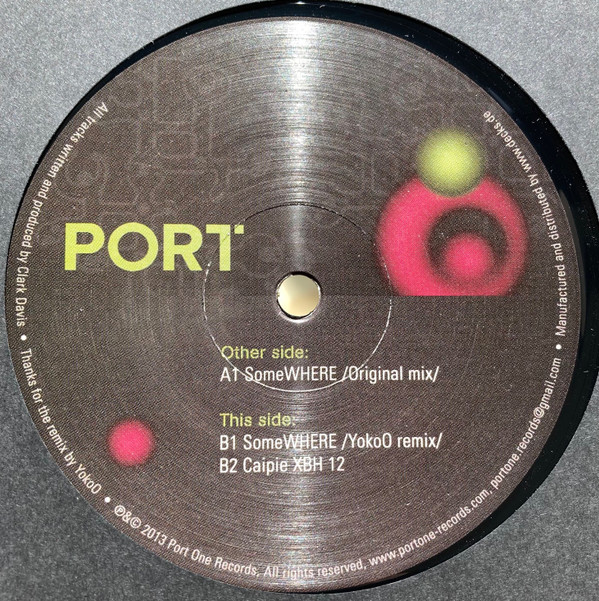 PORT
Other side:
A1 SomeWHERE /Original mix/
This side:
B1 SomeWHERE /YokoO remix/
B2 Caipie XBH 12
All tracks written and produced by Clark Davis • Thanks for the remix by YokoO • ℗&© 2013 Port One Records, All rights reserved, www.portone-records.com, portone.records@gmail.com • Manufactured and distributed by www.decks.de